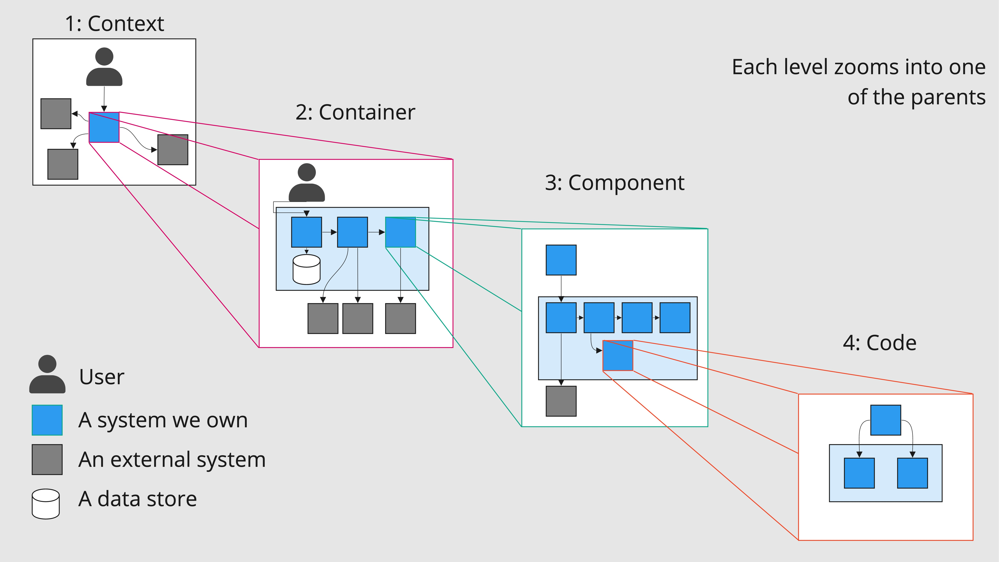 1: Context
Each level zooms into one
of the parents
2: Container
3: Component
4: Code
User
A system we own
An external system
A data store